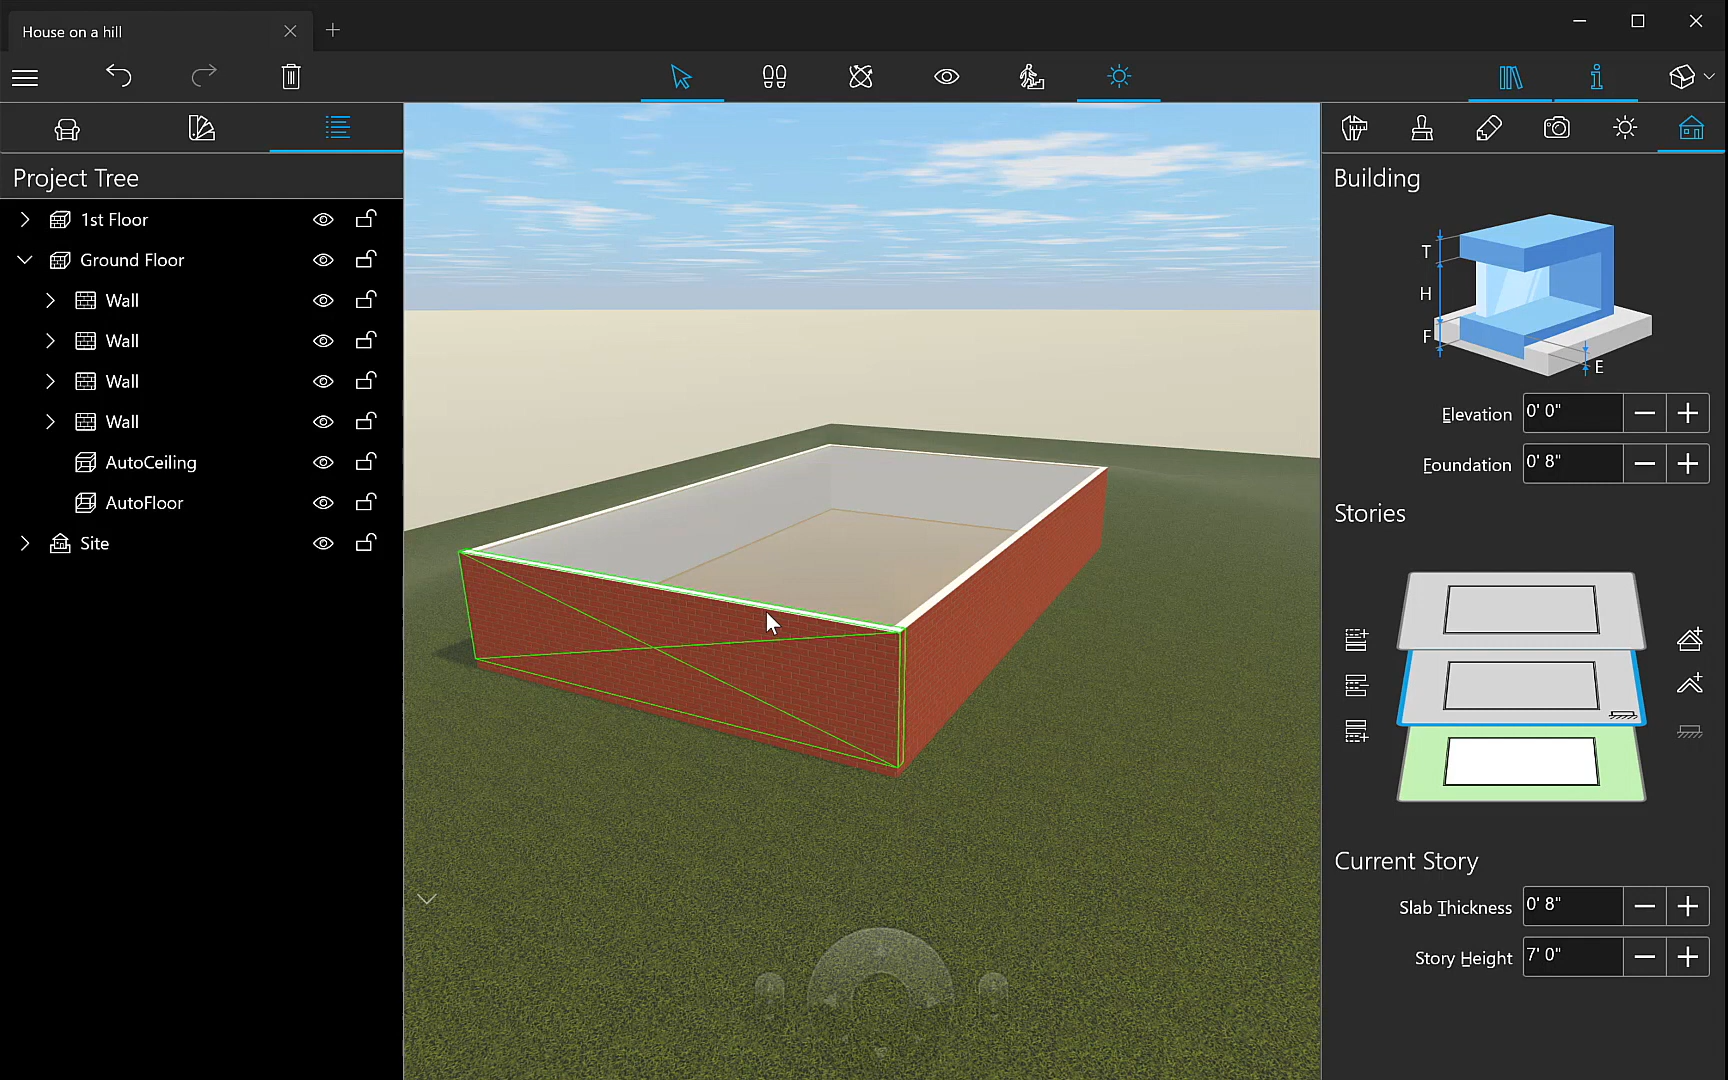 House on a hill
Project Tree
1st Floor
Ground Floor
Wall
Wall
Wall
Wall
AutoCeiling
AutoFloor
Site
Building
T
H
F
E
Elevation 0' 0"
Foundation 0' 8"
Stories
Current Story
Slab Thickness 0' 8"
Story Height 7' 0"